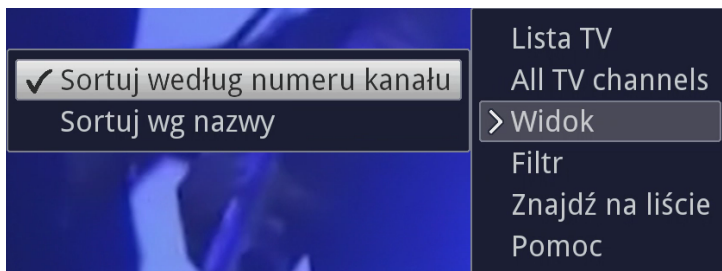 Sortuj według numeru kanału
Sortuj wg nazwy
Lista TV
All TV channels
Widok
Filtr
Znajdź na liście
Pomoc